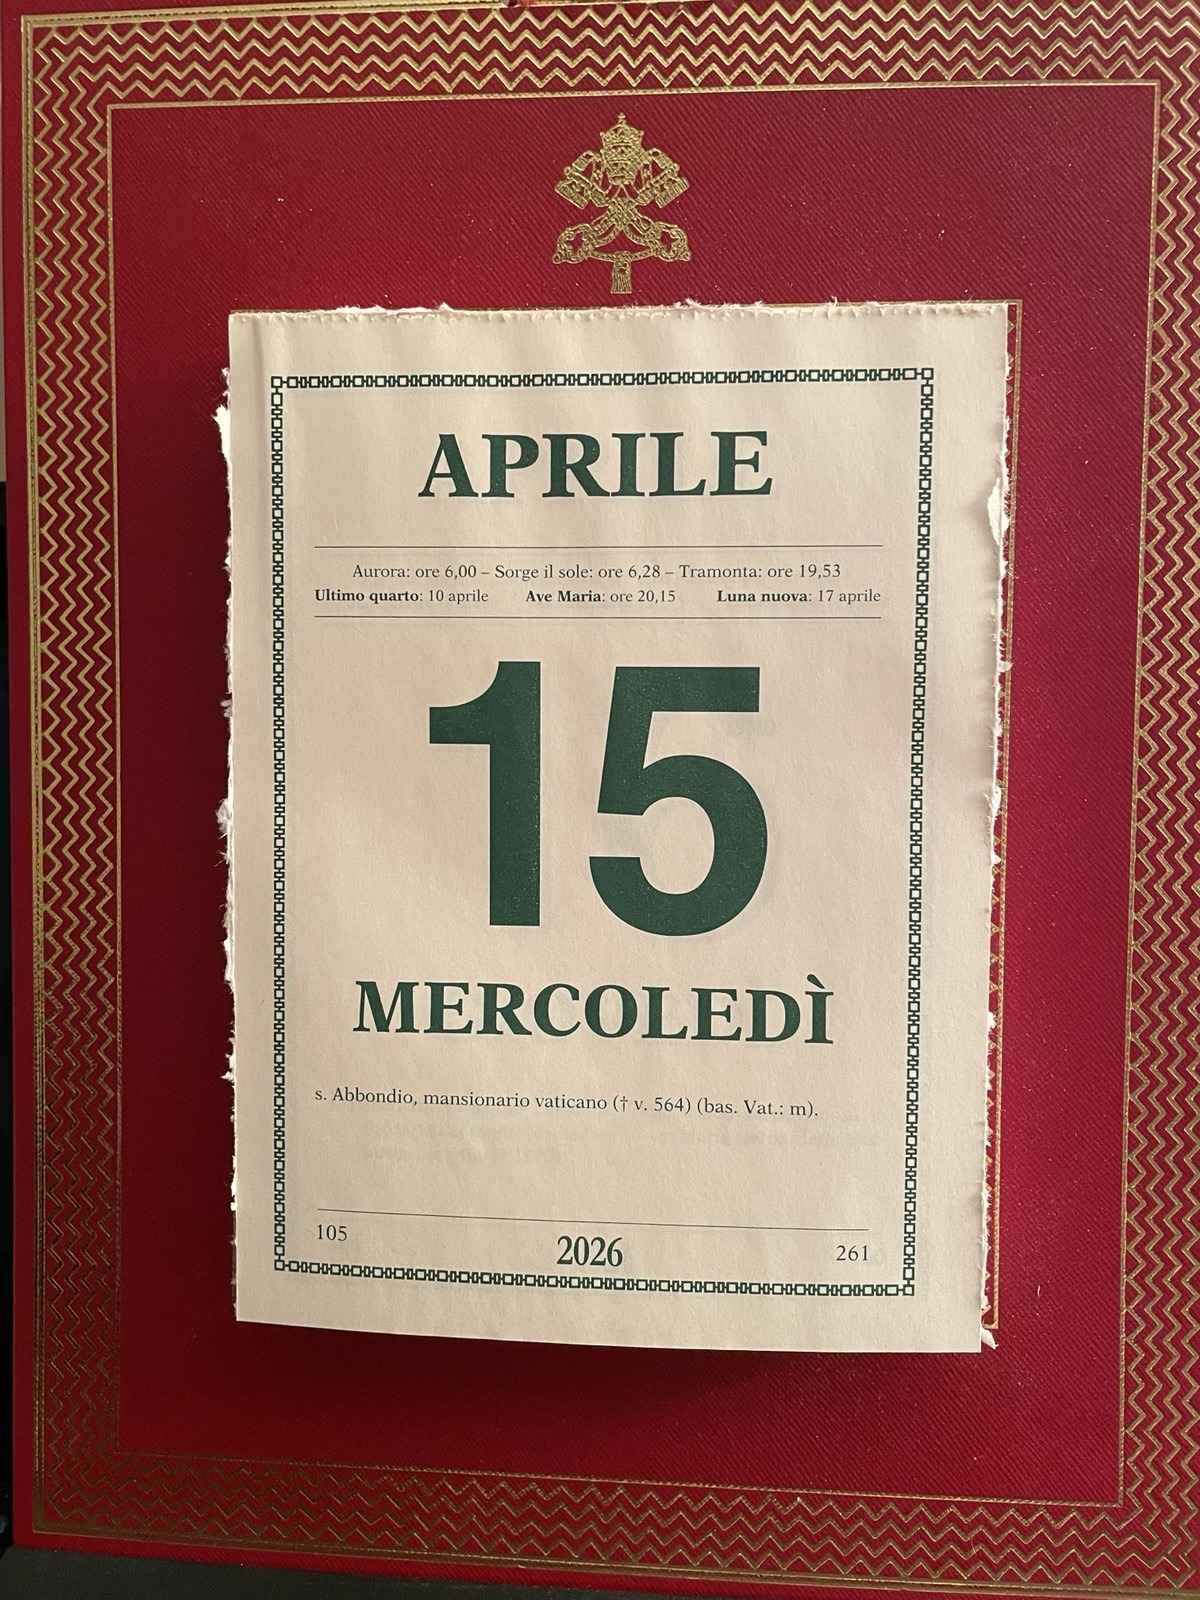 APRILE
Aurora: ore 6,00 – Sorge il sole: ore 6,28 – Tramonta: ore 19,53
Ultimo quarto: 10 aprile Ave Maria: ore 20,15 Luna nuova: 17 aprile
15
MERCOLEDÌ
s. Abbondio, mansionario vaticano († v. 564) (bas. Vat.: m).
105 2026 261